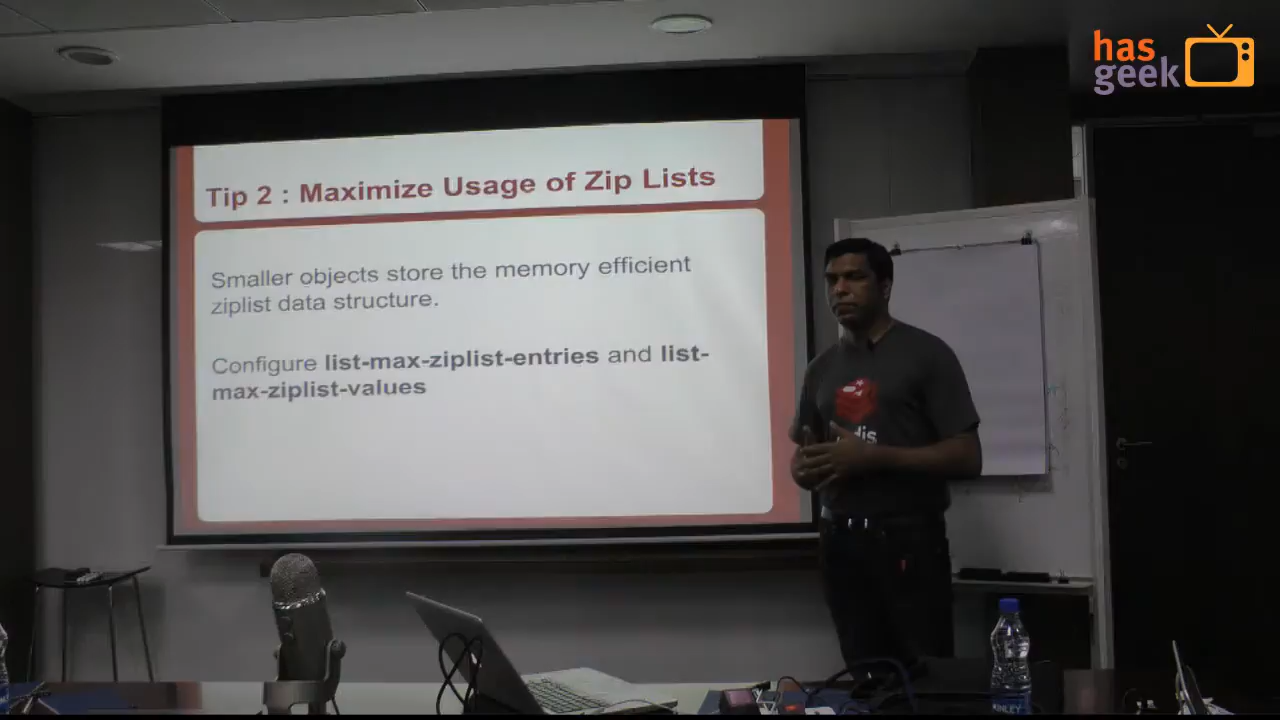 has
geek
Tip 2 : Maximize Usage of Zip Lists
Smaller objects store the memory efficient
ziplist data structure.
Configure list-max-ziplist-entries and list-
max-ziplist-values